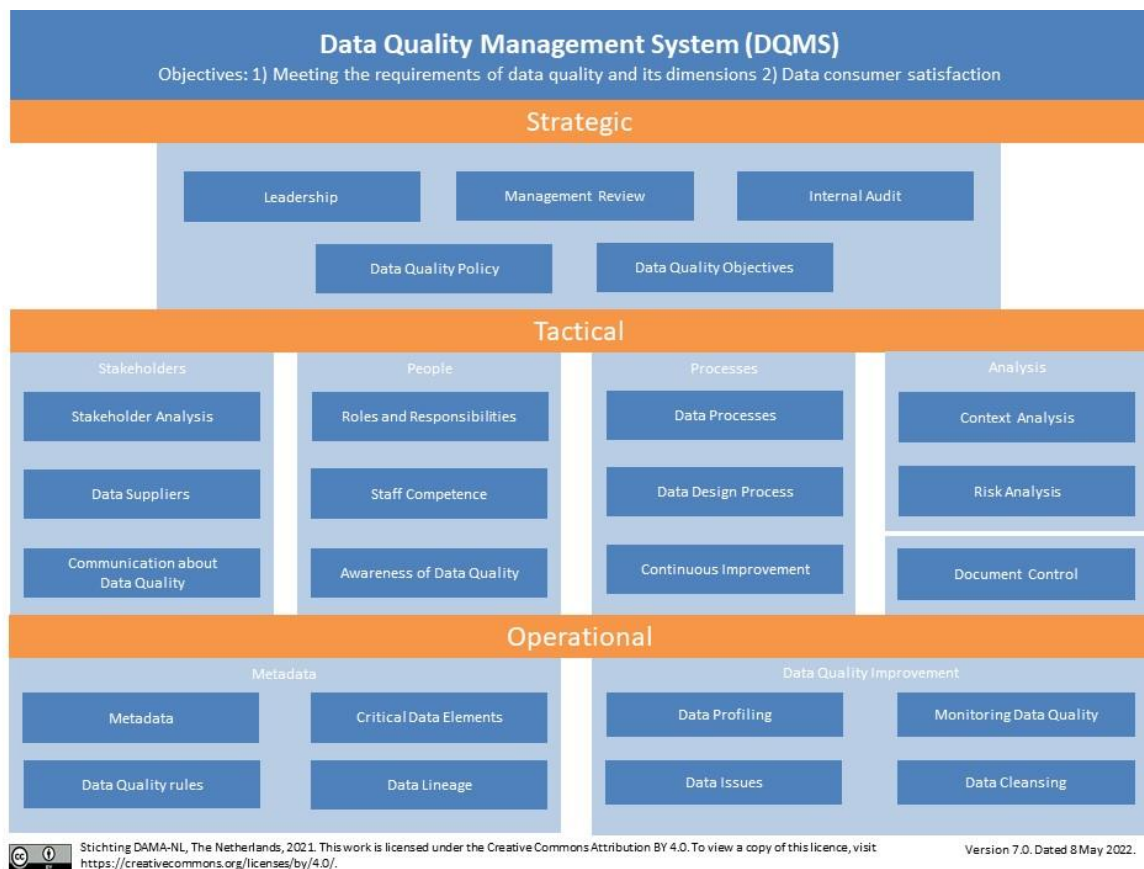 Data Quality Management System (DQMS)
Objectives: 1) Meeting the requirements of data quality and its dimensions 2) Data consumer satisfaction
Strategic
Leadership
Management Review
Internal Audit
Data Quality Policy
Data Quality Objectives
Tactical
Stakeholders
Stakeholder Analysis
Data Suppliers
Communication about
Data Quality
People
Roles and Responsibilities
Staff Competence
Awareness of Data Quality
Processes
Data Processes
Data Design Process
Continuous Improvement
Analysis
Context Analysis
Risk Analysis
Document Control
Operational
Metadata
Metadata
Critical Data Elements
Data Quality rules
Data Lineage
Data Quality Improvement
Data Profiling
Monitoring Data Quality
Data Issues
Data Cleansing
cc
BY
Stichting DAMA-NL, The Netherlands, 2021. This work is licensed under the Creative Commons Attribution BY 4.0. To view a copy of this licence, visit
https://creativecommons.org/licenses/by/4.0/.
Version 7.0. Dated 8 May 2022.